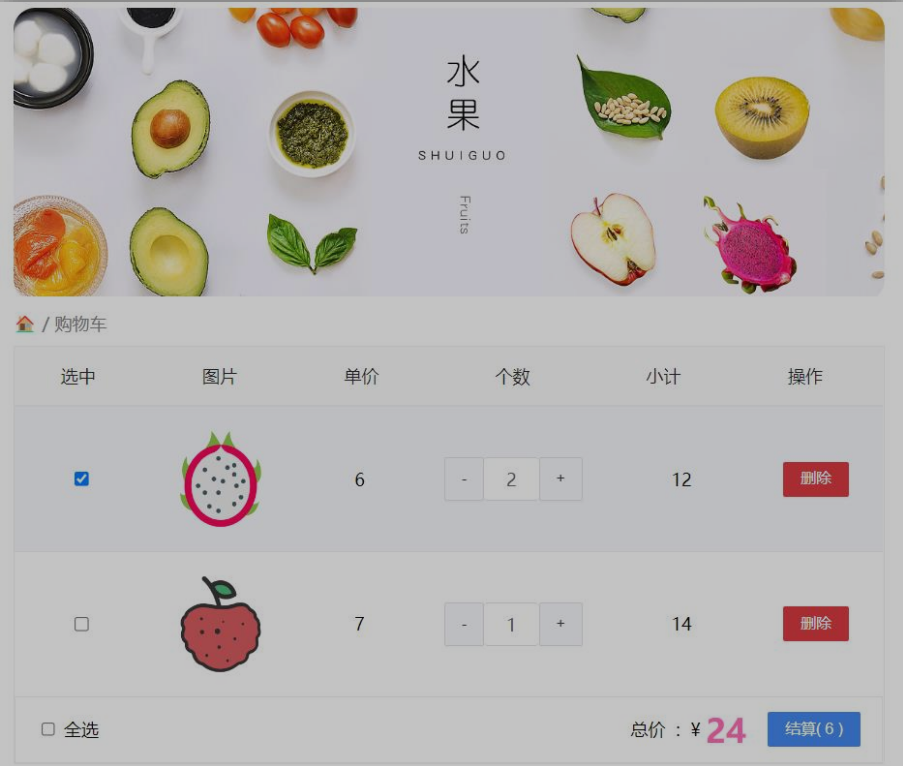 水
果
SHUIGUO
Fruits
🏠 / 购物车
选中 图片 单价 个数 小计 操作
6 - 2 + 12 删除
7 - 1 + 14 删除
全选 总价 : ¥ 24 结算( 6 )